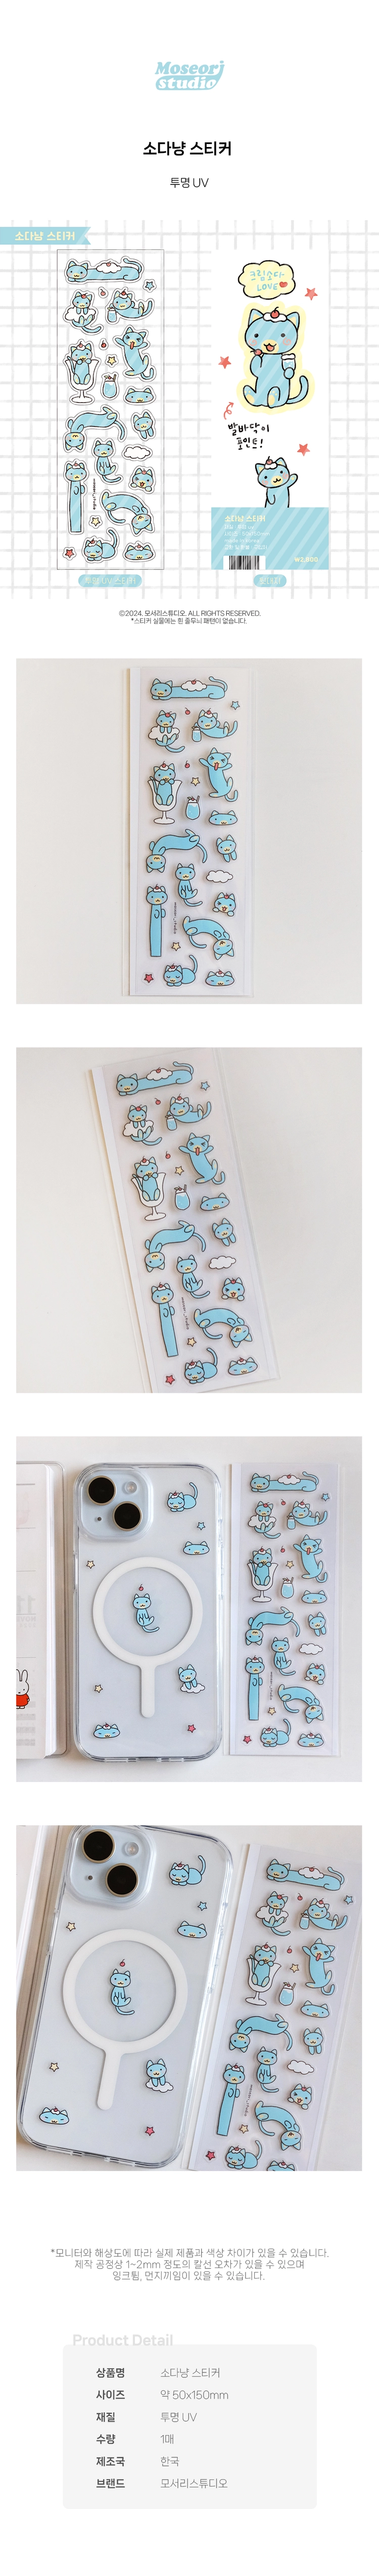 Moseori
studio
소다냥 스티커
투명 UV
소다냥 스티커
크림소다
LOVE
발바닥이
포인트!
소다냥 스티커
투명 UV 스티커
©2024. 모서리스튜디오. ALL RIGHTS RESERVED.
*스티커 실물에는 흰 줄무늬 패턴이 없습니다.
*모니터와 해상도에 따라 실제 제품과 색상 차이가 있을 수 있습니다.
제작 공정상 1~2mm 정도의 칼선 오차가 있을 수 있으며
잉크튐, 먼지끼임이 있을 수 있습니다.
Product Detail
상품명 소다냥 스티커
사이즈 약 50x150mm
재질 투명 UV
수량 1매
제조국 한국
브랜드 모서리스튜디오